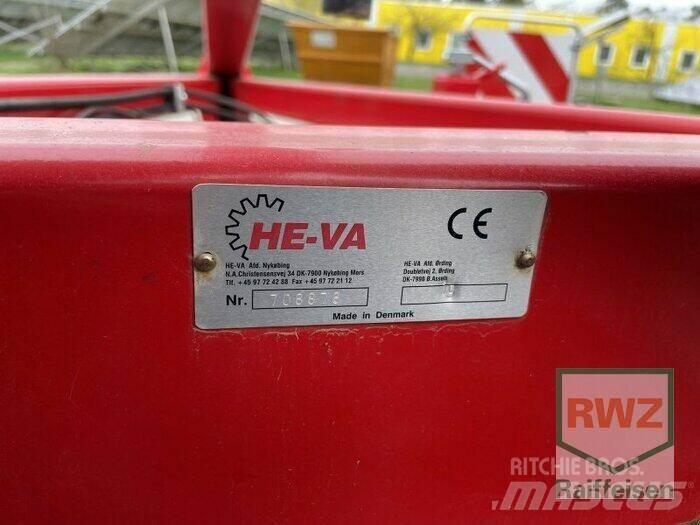 HE-VA
CE
HE-VA Afd. Nykøbing
N.A.Christensensvej 34 DK-7900 Nykøbing Mors
Tlf. +45 97 72 42 88 Fax +45 97 72 21 12
HE-VA Afd. Ørding
Doubletvej 2, Ørding
DK-7990 Ø.Assels
Nr.
Made in Denmark
RWZ
Raiffeisen
RITCHIE BROS.
MASCUS